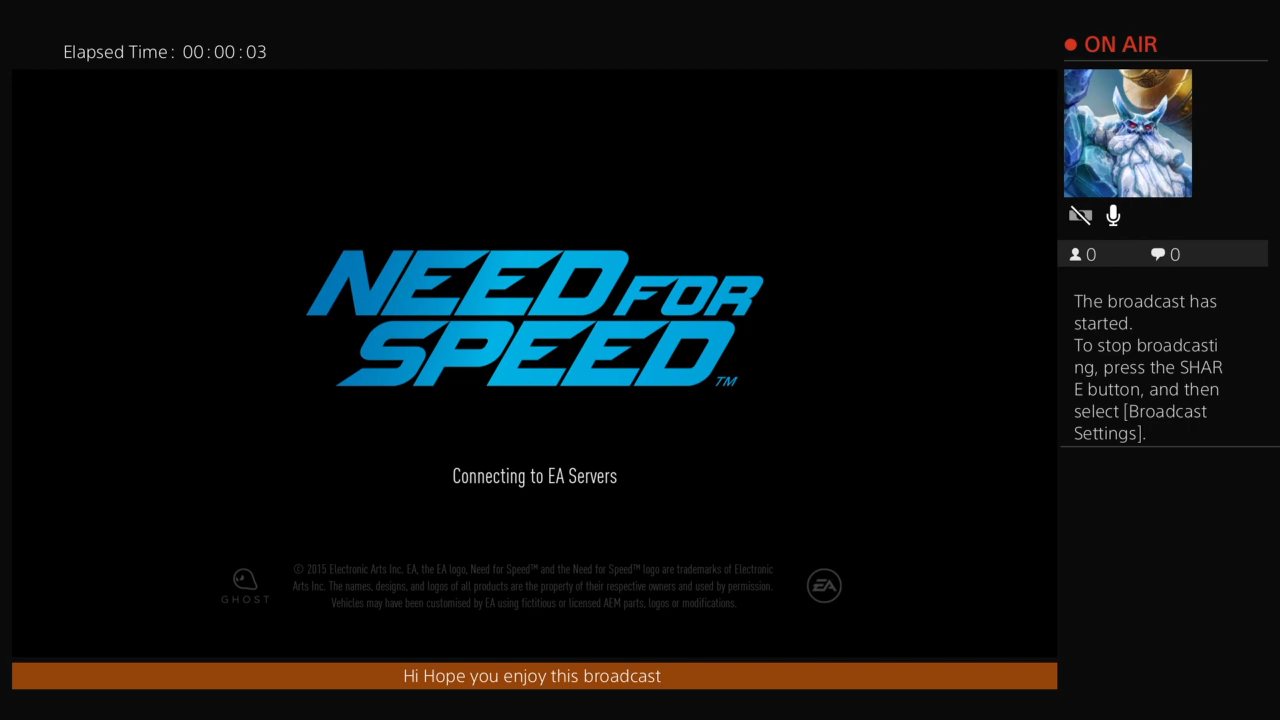 Elapsed Time: 00:00:03
ON AIR
0 0
NEED FOR
SPEED™
The broadcast has
started.
To stop broadcasti
ng, press the SHAR
E button, and then
select [Broadcast
Settings].
Connecting to EA Servers
GHOST
© 2015 Electronic Arts Inc. EA, the EA logo, Need for Speed™ and the Need for Speed™ logo are trademarks of Electronic
Arts Inc. The names, designs, and logos of all products are the property of their respective owners and used by permission.
Vehicles may have been customised by EA using fictitious or licensed AEM parts, logos or modifications.
EA
Hi Hope you enjoy this broadcast